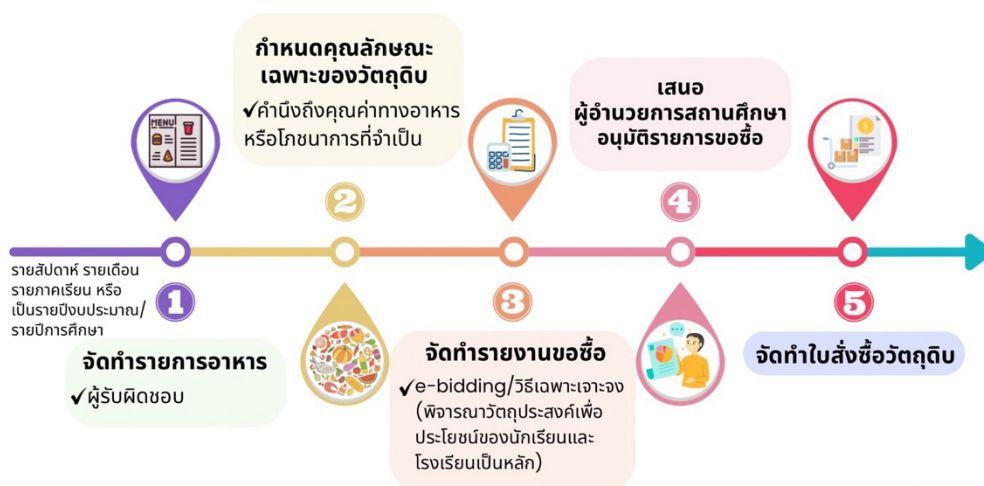 MENU
รายสัปดาห์ รายเดือน
รายภาคเรียน หรือ
เป็นรายปีงบประมาณ/
รายปีการศึกษา
1
จัดทำรายการอาหาร
✓ผู้รับผิดชอบ
กำหนดคุณลักษณะ
เฉพาะของวัตถุดิบ
✓คำนึงถึงคุณค่าทางอาหาร
หรือโภชนาการที่จำเป็น
2
3
จัดทำรายงานขอซื้อ
✓e-bidding/วิธีเฉพาะเจาะจง
(พิจารณาวัตถุประสงค์เพื่อ
ประโยชน์ของนักเรียนและ
โรงเรียนเป็นหลัก)
เสนอ
ผู้อำนวยการสถานศึกษา
อนุมัติรายการขอซื้อ
4
5
จัดทำใบสั่งซื้อวัตถุดิบ